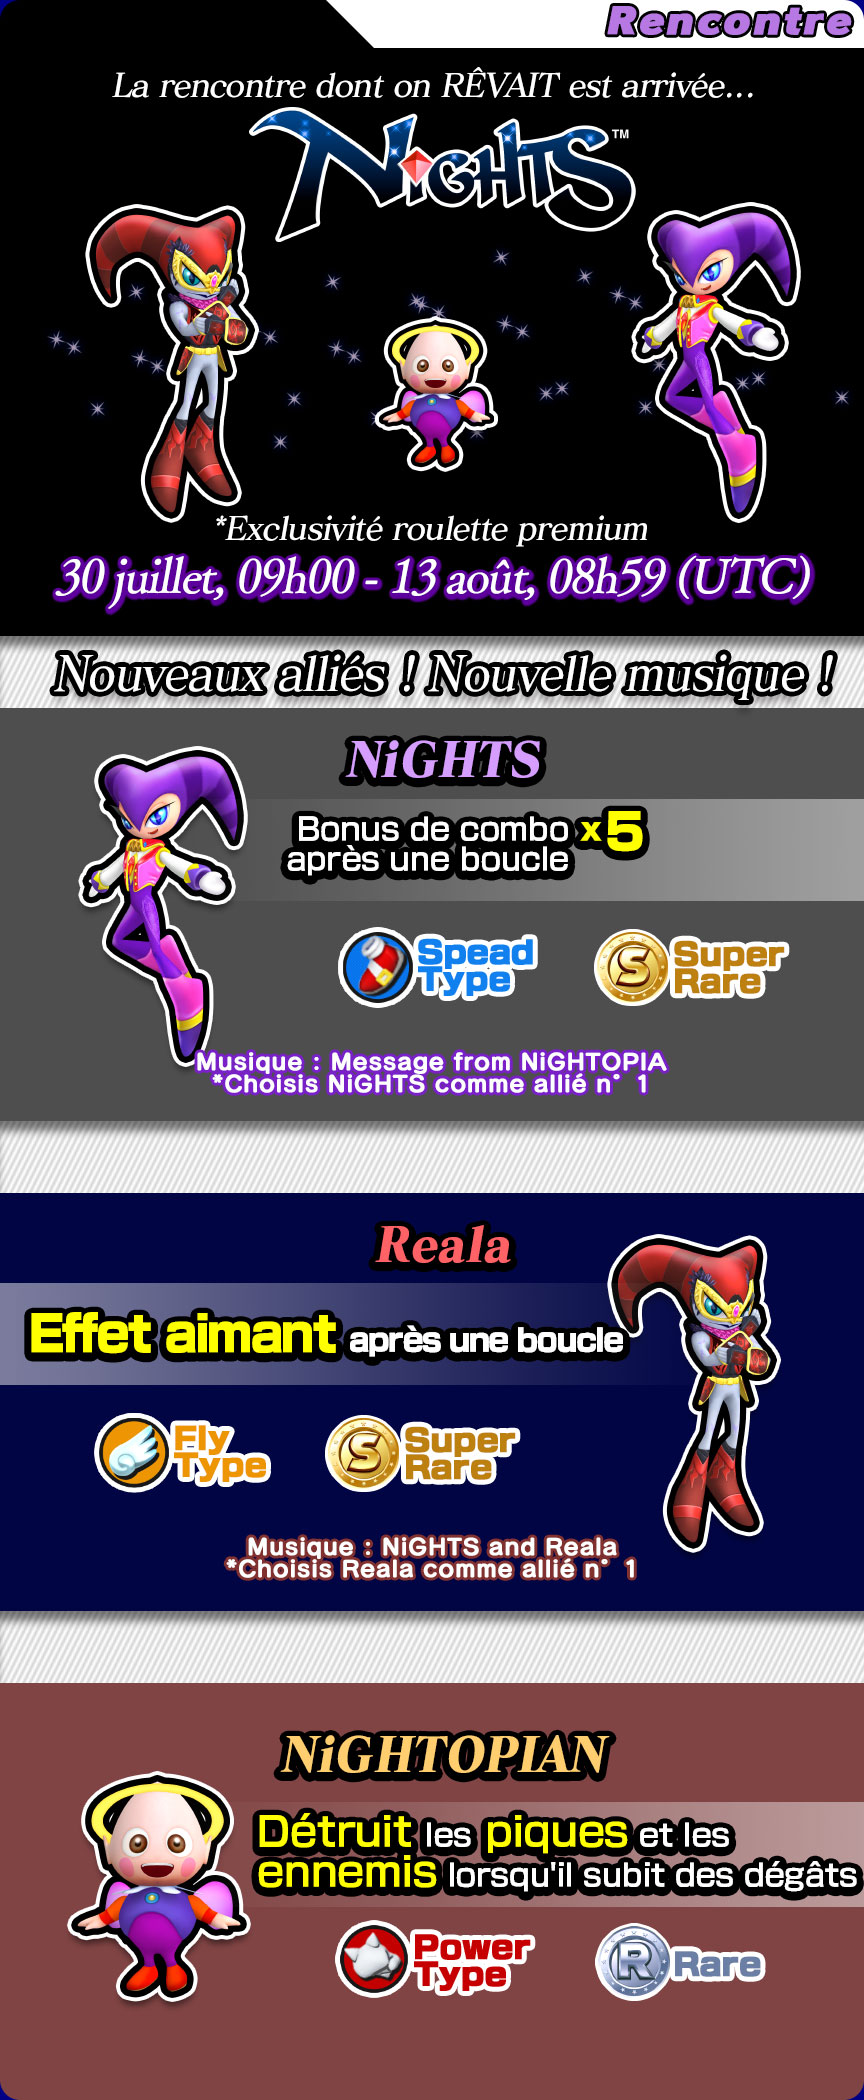 Rencontre
La rencontre dont on RÊVAIT est arrivée...
NiGHTS™
*Exclusivité roulette premium
30 juillet, 09h00 - 13 août, 08h59 (UTC)
Nouveaux alliés ! Nouvelle musique !
NiGHTS
Bonus de combo x5
après une boucle
Spead
Type
Super
Rare
Musique : Message from NiGHTOPIA
*Choisis NiGHTS comme allié n° 1
Reala
Effet aimant après une boucle
Fly
Type
Super
Rare
Musique : NiGHTS and Reala
*Choisis Reala comme allié n° 1
NiGHTOPIAN
Détruit les piques et les
ennemis lorsqu'il subit des dégâts
Power
Type
Rare